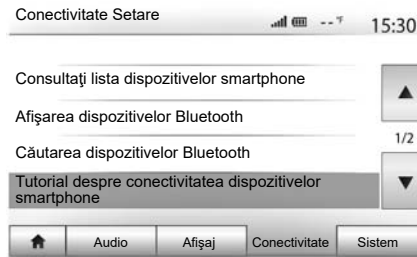 Conectivitate Setare
-- °F
15:30
Consultaţi lista dispozitivelor smartphone
Afişarea dispozitivelor Bluetooth
1/2
Căutarea dispozitivelor Bluetooth
Tutorial despre conectivitatea dispozitivelor
smartphone
Audio Afişaj Conectivitate Sistem